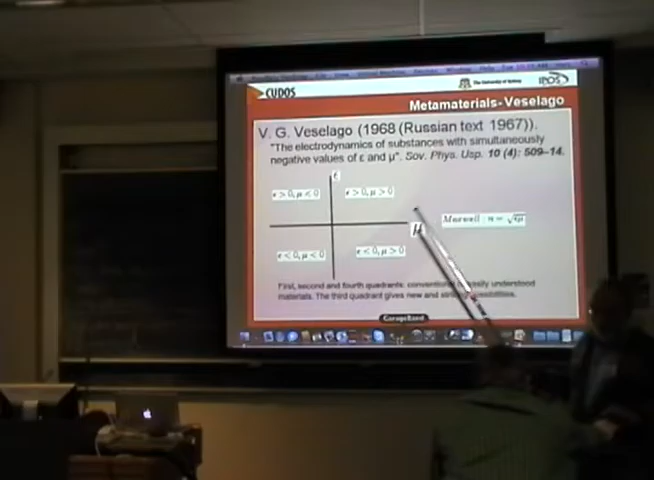 CUDOS
The University of Sydney
IPOS
Metamaterials-Veselago
V. G. Veselago (1968 (Russian text 1967)).
"The electrodynamics of substances with simultaneously
negative values of ε and μ". Sov. Phys. Usp. 10 (4): 509–14.
ε
ε > 0, μ < 0
ε > 0, μ > 0
μ
Maxwell : n = √εμ
ε < 0, μ < 0
ε < 0, μ > 0
First, second and fourth quadrants: understood
materials. The third quadrant gives new and
GarageBand